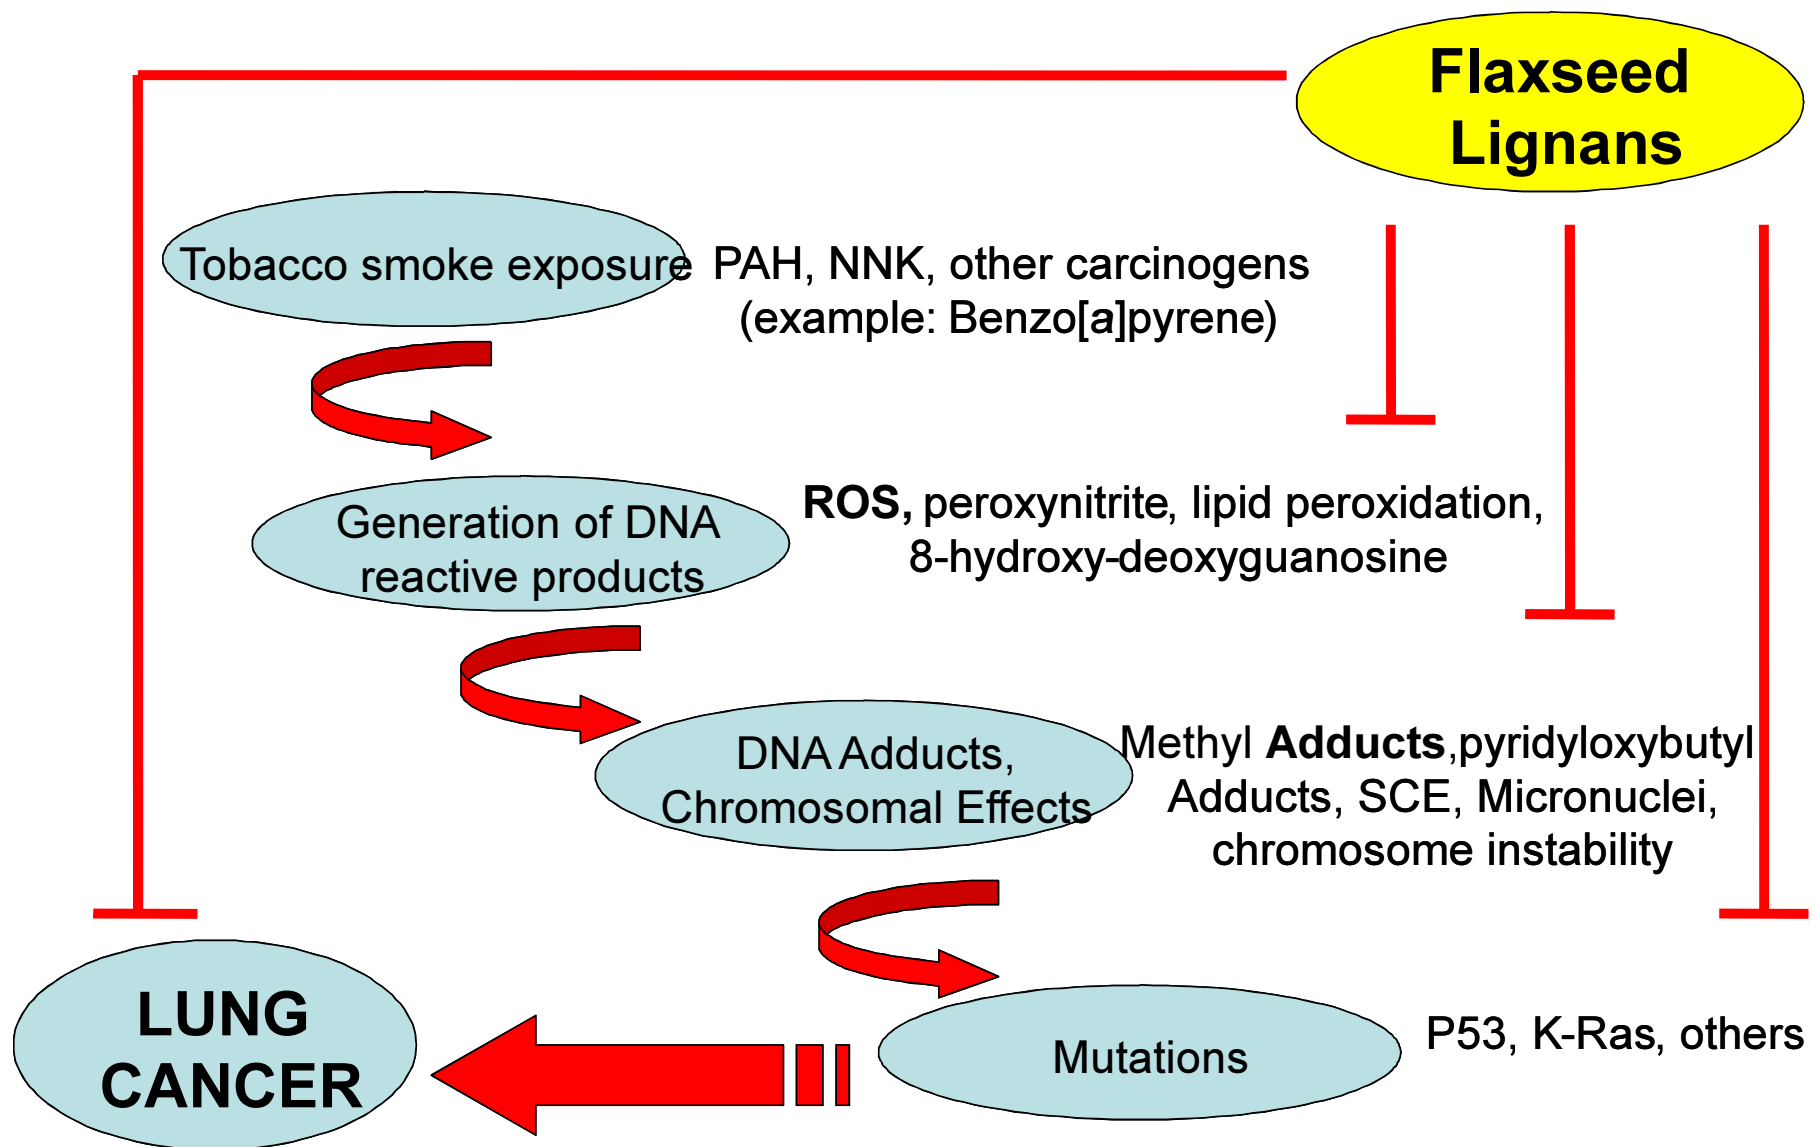 Flaxseed
Lignans
Tobacco smoke exposure
PAH, NNK, other carcinogens
(example: Benzo[a]pyrene)
Generation of DNA
reactive products
ROS, peroxynitrite, lipid peroxidation,
8-hydroxy-deoxyguanosine
DNA Adducts,
Chromosomal Effects
Methyl Adducts,pyridyloxybutyl
Adducts, SCE, Micronuclei,
chromosome instability
LUNG
CANCER
Mutations
P53, K-Ras, others